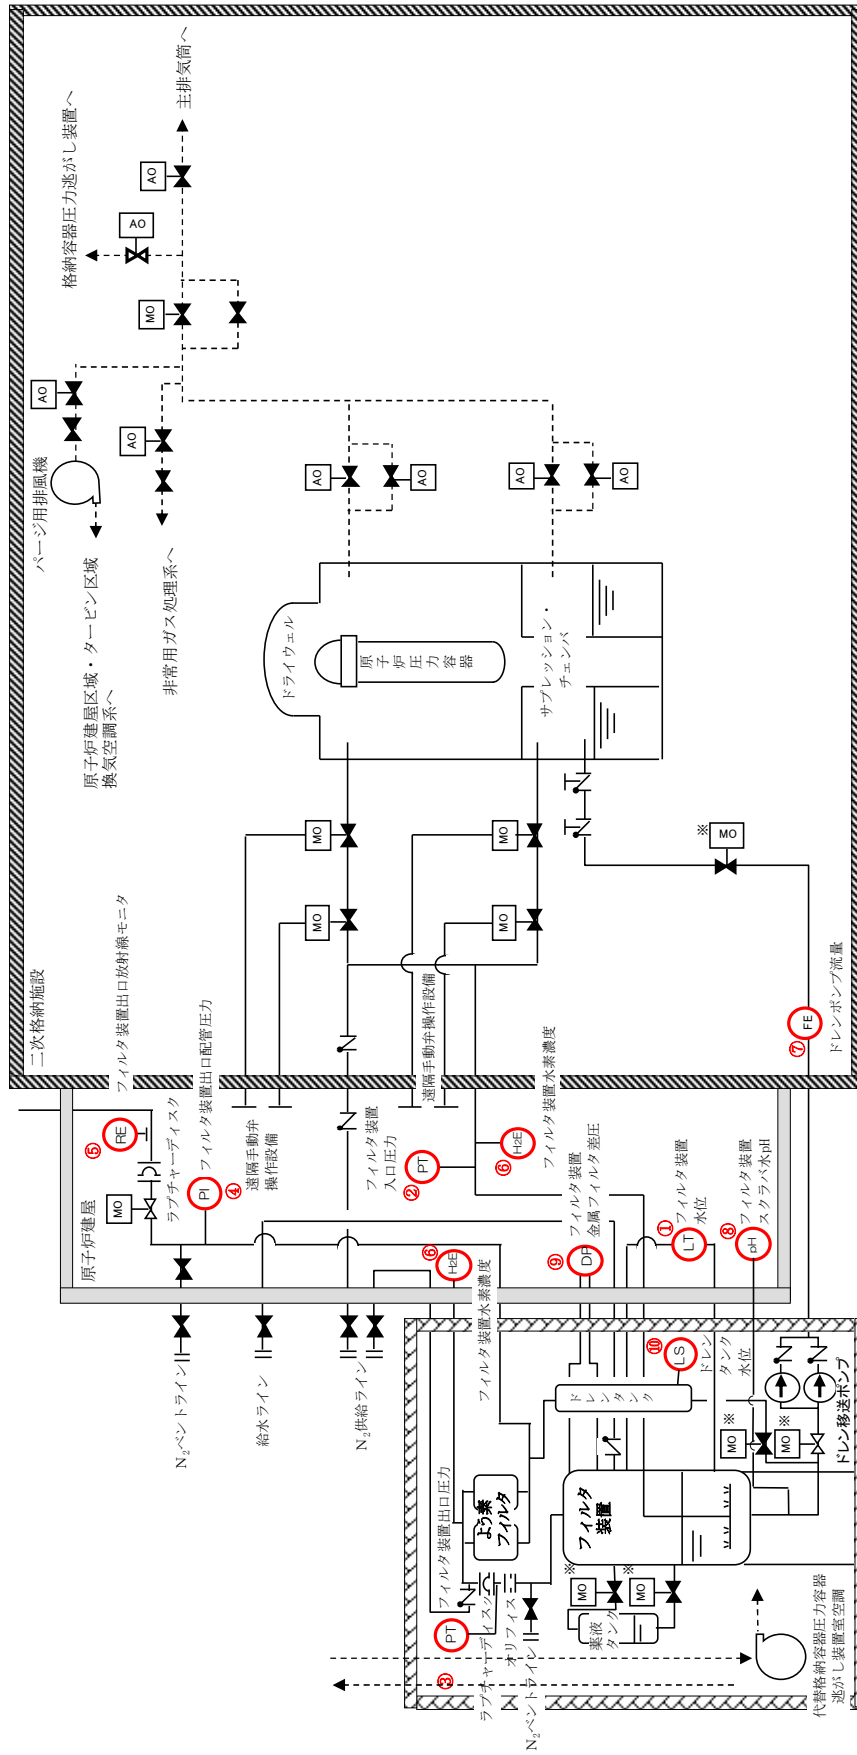 主排気筒へ
格納容器圧力逃がし装置へ
AO
AO
MO
AO
AO
パージ用排風機
原子炉建屋区域・タービン区域
換気空調系へ
非常用ガス処理系へ
AO
AO
AO
AO
ドライウェル
原子炉圧力容器
サプレッション・
チェンバ
MO
MO
MO
MO
※
MO
二次格納施設
フィルタ装置出口放射線モニタ
フィルタ装置出口配管圧力
遠隔手動弁操作設備
フィルタ装置水素濃度
ドレンポンプ流量
⑦
FE
⑤
RE
ラプチャーディスク
MO
④
PI
遠隔手動弁
操作設備
フィルタ装置
入口圧力
②
PT
⑥
H2E
原子炉建屋
⑥
H2E
フィルタ装置水素濃度
フィルタ装置
金属フィルタ差圧
⑨
DP
①
LT
フィルタ装置
水位
⑧
pH
フィルタ装置
スクラバ水pH
N₂ベントライン
給水ライン
N₂供給ライン
⑩
LS
ドレン
タンク
水位
ドレンタンク
ドレン移送ポンプ
MO
※
MO
※
フィルタ装置出口圧力
よう素
フィルタ
フィルタ
装置
※
MO
※
MO
薬液
タンク
PT
③
ラプチャーディスク
オリフィス
N₂ベントライン
代替格納容器圧力容器
逃がし装置室空調